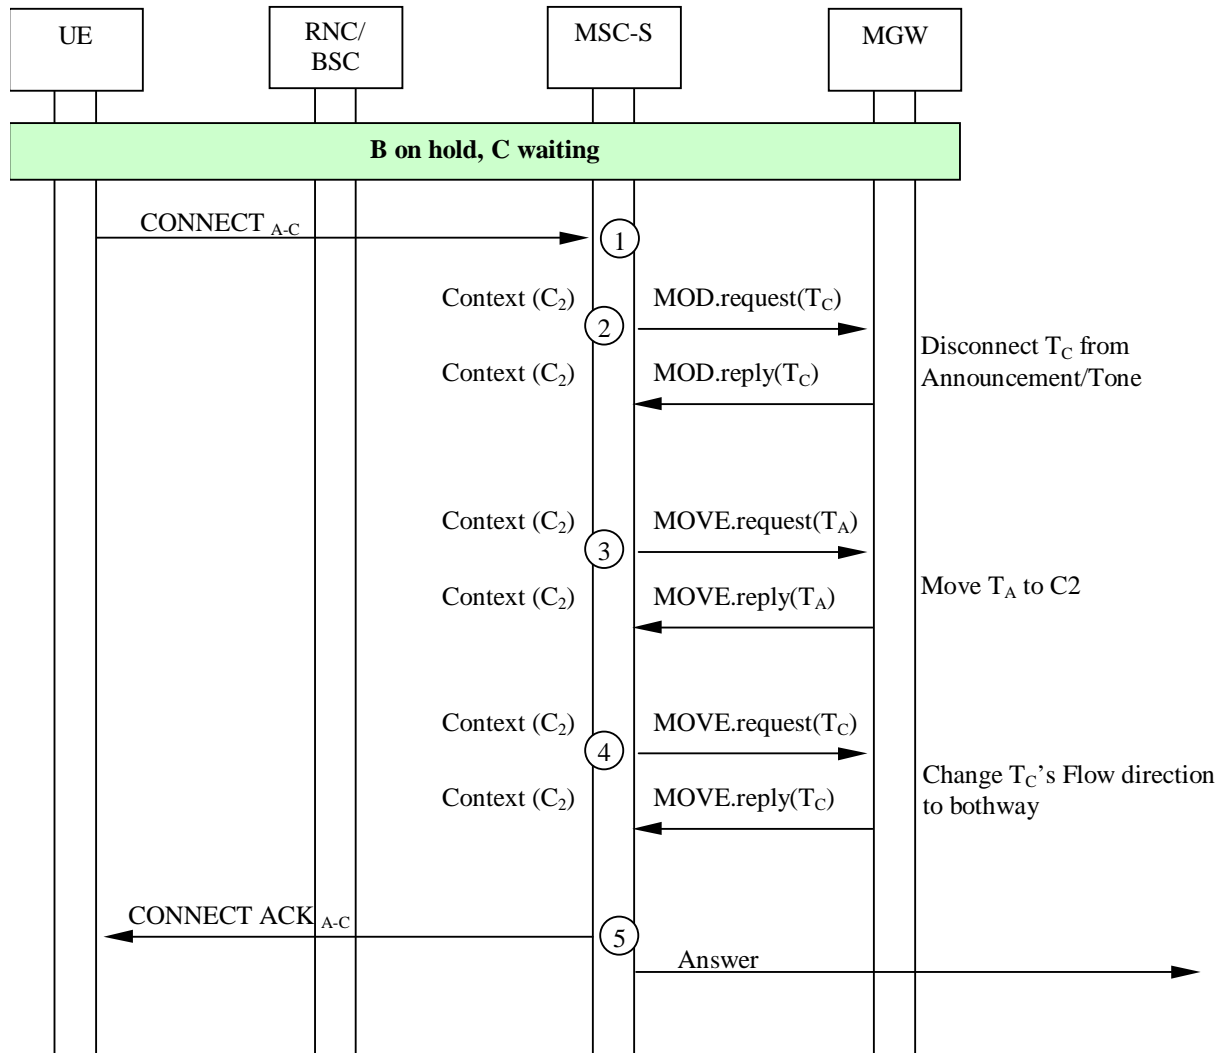 UE
RNC/
BSC
MSC-S
MGW
B on hold, C waiting
CONNECT A-C
1
Context (C2)
MOD.request(TC)
2
Disconnect TC from
Announcement/Tone
Context (C2)
MOD.reply(TC)
Context (C2)
MOVE.request(TA)
3
Move TA to C2
Context (C2)
MOVE.reply(TA)
Context (C2)
MOVE.request(TC)
4
Change TC’s Flow direction
to bothway
Context (C2)
MOVE.reply(TC)
CONNECT ACK A-C
5
Answer